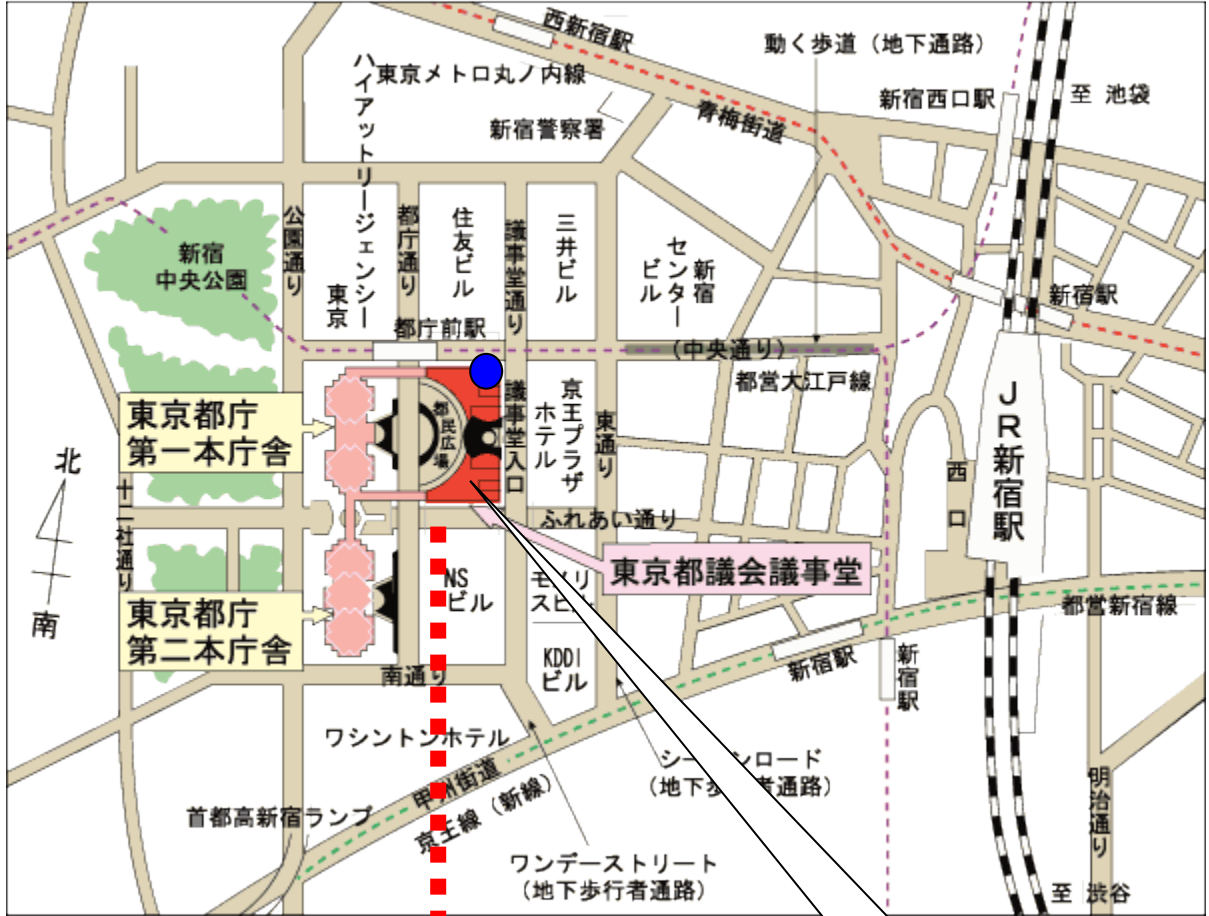 西新宿駅
動く歩道（地下通路）
東京メトロ丸ノ内線
新宿西口駅
至 池袋
新宿警察署
青梅街道
ハイアットリージェンシー
東京
公園通り
都庁通り
住友ビル
議事堂通り
三井ビル
新宿
センター
ビル
新宿
中央公園
新宿駅
都庁前駅
（中央通り）
都営大江戸線
東京都庁
第一本庁舎
都民広場
議事堂入口
京王プラザ
ホテル
東通り
JR新宿駅
西口
北
南
十二社通り
ふれあい通り
東京都議会議事堂
東京都庁
第二本庁舎
NS
ビル
モノリ
スビル
都営新宿線
KDDI
ビル
新宿駅
新宿駅
南通り
ワシントンホテル
甲州街道
京王線（新線）
首都高新宿ランプ
（地下歩行者通路）
ワンデーストリート
（地下歩行者通路）
明治通り
至 渋谷